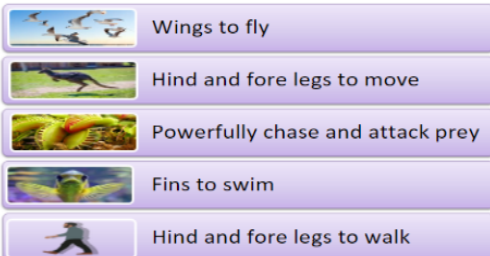 Wings to fly
Hind and fore legs to move
Powerfully chase and attack prey
Fins to swim
Hind and fore legs to walk